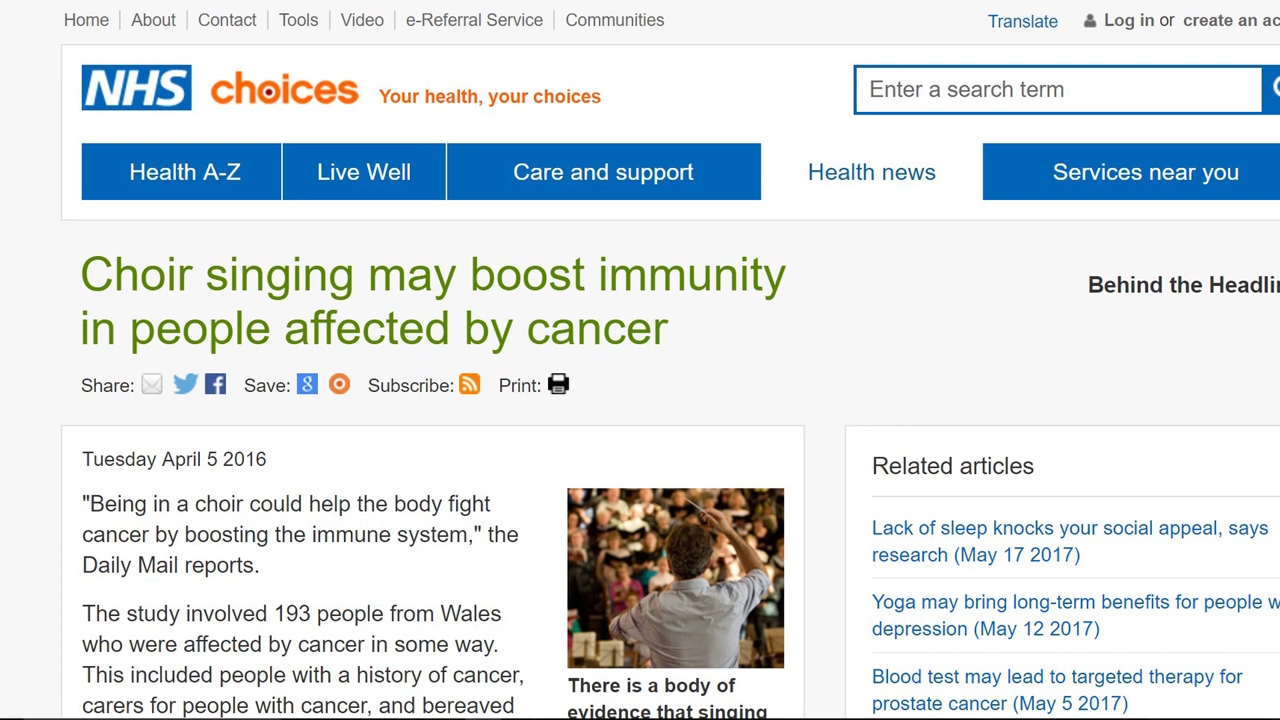 Home About Contact Tools Video e-Referral Service Communities
Translate Log in or create an ac
NHS choices Your health, your choices
Enter a search term
Health A-Z Live Well Care and support Health news Services near you
Choir singing may boost immunity
in people affected by cancer
Behind the Headli
Share: Save: 8 Subscribe: Print:
Tuesday April 5 2016
"Being in a choir could help the body fight
cancer by boosting the immune system," the
Daily Mail reports.
The study involved 193 people from Wales
who were affected by cancer in some way.
This included people with a history of cancer,
carers for people with cancer, and bereaved
There is a body of
evidence that singing
Related articles
Lack of sleep knocks your social appeal, says
research (May 17 2017)
Yoga may bring long-term benefits for people w
depression (May 12 2017)
Blood test may lead to targeted therapy for
prostate cancer (May 5 2017)